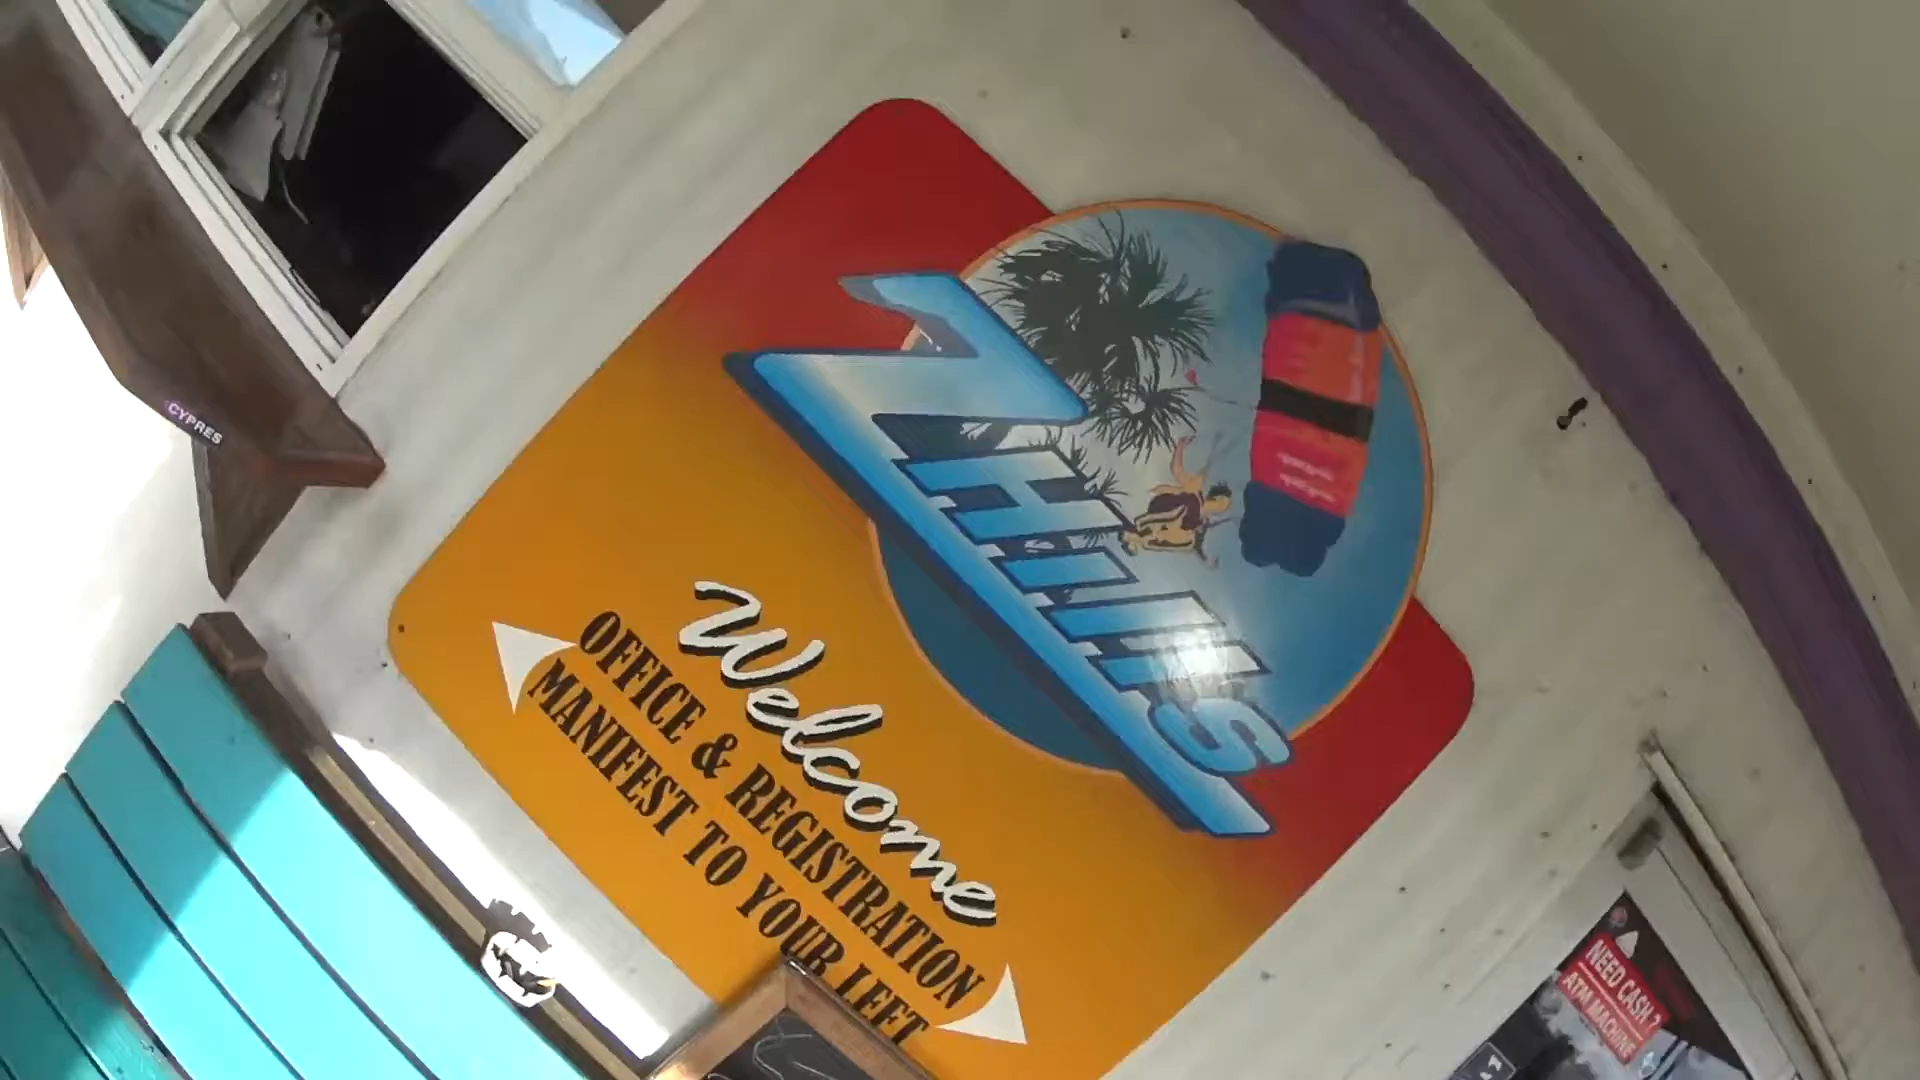 CYPRES
ZHills
Welcome
OFFICE & REGISTRATION
MANIFEST TO YOUR LEFT
NEED CASH?
ATM MACHINE